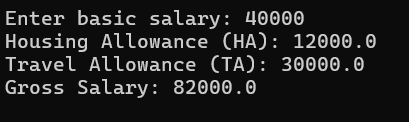 Enter basic salary: 40000
Housing Allowance (HA): 12000.0
Travel Allowance (TA): 30000.0
Gross Salary: 82000.0